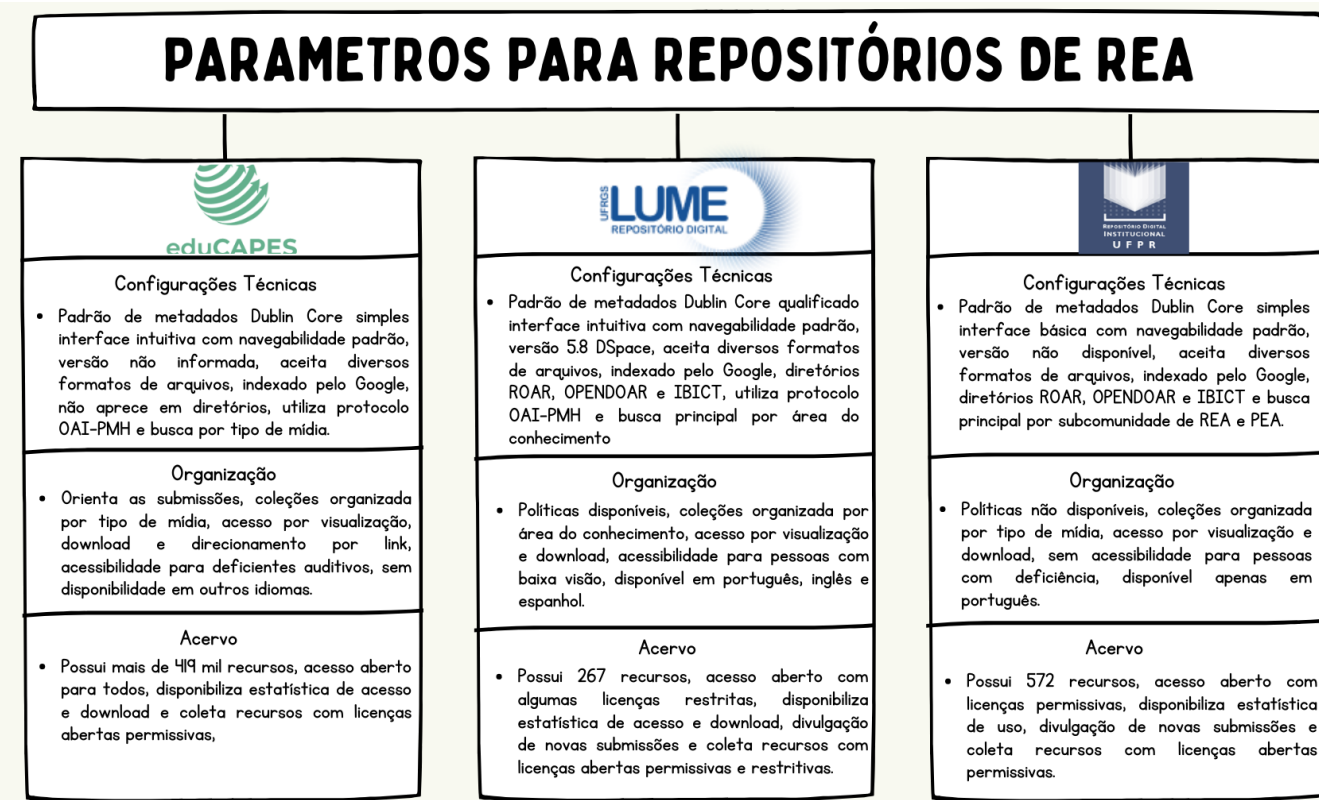 PARAMETROS PARA REPOSITÓRIOS DE REA
eduCAPES
Configurações Técnicas
• Padrão de metadados Dublin Core simples
interface intuitiva com navegabilidade padrão,
versão não informada, aceita diversos
formatos de arquivos, indexado pelo Google,
não aprece em diretórios, utiliza protocolo
OAI-PMH e busca por tipo de mídia.
Organização
• Orienta as submissões, coleções organizada
por tipo de mídia, acesso por visualização,
download e direcionamento por link,
acessibilidade para deficientes auditivos, sem
disponibilidade em outros idiomas.
Acervo
• Possui mais de 419 mil recursos, acesso aberto
para todos, disponibiliza estatística de acesso
e download e coleta recursos com licenças
abertas permissivas,
UFRGS
LUME
REPOSITÓRIO DIGITAL
Configurações Técnicas
• Padrão de metadados Dublin Core qualificado
interface intuitiva com navegabilidade padrão,
versão 5.8 DSpace, aceita diversos formatos
de arquivos, indexado pelo Google, diretórios
ROAR, OPENDOAR e IBICT, utiliza protocolo
OAI-PMH e busca principal por área do
conhecimento
Organização
• Políticas disponíveis, coleções organizada por
área do conhecimento, acesso por visualização
e download, acessibilidade para pessoas com
baixa visão, disponível em português, inglês e
espanhol.
Acervo
• Possui 267 recursos, acesso aberto com
algumas licenças restritas, disponibiliza
estatística de acesso e download, divulgação
de novas submissões e coleta recursos com
licenças abertas permissivas e restritivas.
REPOSITÓRIO DIGITAL
INSTITUCIONAL
UFPR
Configurações Técnicas
• Padrão de metadados Dublin Core simples
interface básica com navegabilidade padrão,
versão não disponível, aceita diversos
formatos de arquivos, indexado pelo Google,
diretórios ROAR, OPENDOAR e IBICT e busca
principal por subcomunidade de REA e PEA.
Organização
• Políticas não disponíveis, coleções organizada
por tipo de mídia, acesso por visualização e
download, sem acessibilidade para pessoas
com deficiência, disponível apenas em
português.
Acervo
• Possui 572 recursos, acesso aberto com
licenças permissivas, disponibiliza estatística
de uso, divulgação de novas submissões e
coleta recursos com licenças abertas
permissivas.